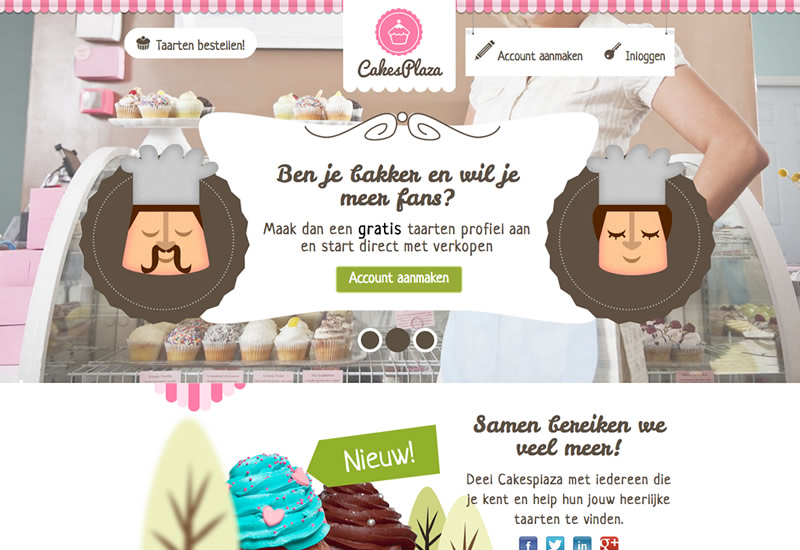 Taarten bestellen!
CakesPlaza
Account aanmaken
Inloggen
Ben je bakker en wil je
meer fans?
Maak dan een gratis taarten profiel aan
en start direct met verkopen
Account aanmaken
Nieuw!
Samen bereiken we
veel meer!
Deel Cakesplaza met iedereen die
je kent en help hun jouw heerlijke
taarten te vinden.